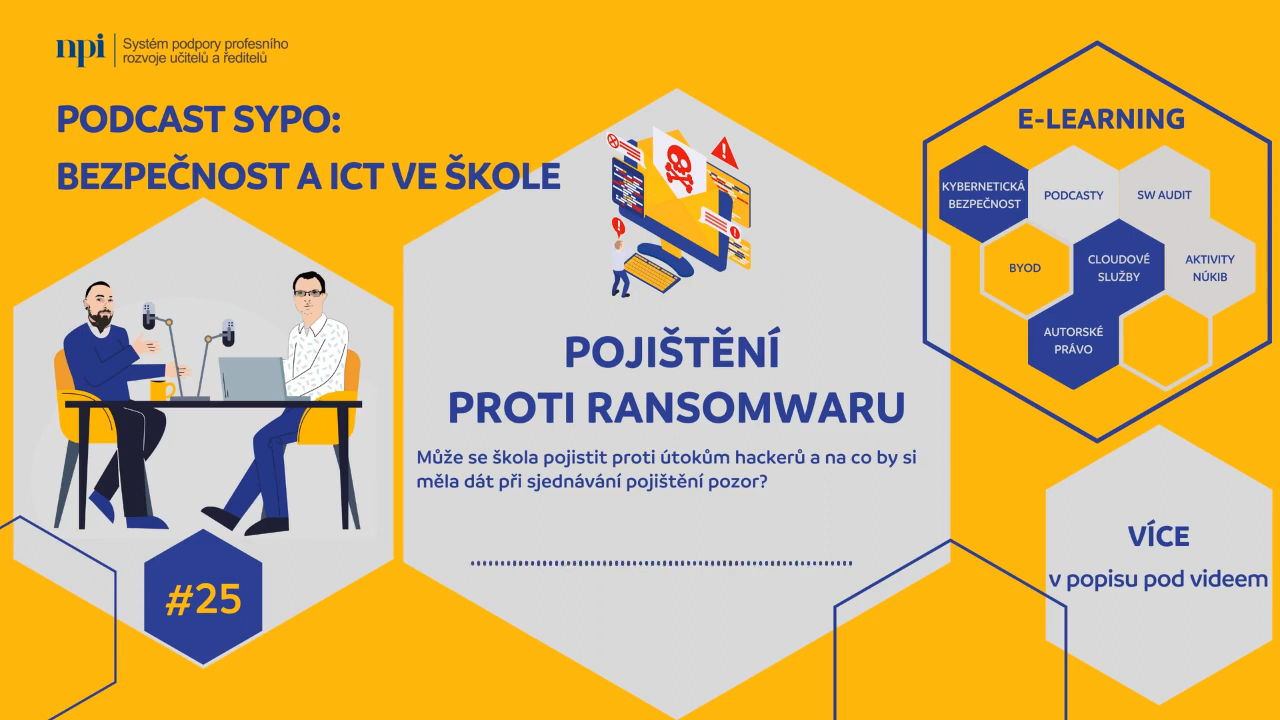 npi
Systém podpory profesního
rozvoje učitelů a ředitelů
PODCAST SYPO:
BEZPEČNOST A ICT VE ŠKOLE
#25
POJIŠTĚNÍ
PROTI RANSOMWARU
Může se škola pojistit proti útokům hackerů a na co by si
měla dát při sjednávání pojištění pozor?
E-LEARNING
KYBERNETICKÁ
BEZPEČNOST
PODCASTY
SW AUDIT
BYOD
CLOUDOVÉ
SLUŽBY
AKTIVITY
NÚKIB
AUTORSKÉ
PRÁVO
VÍCE
v popisu pod videem